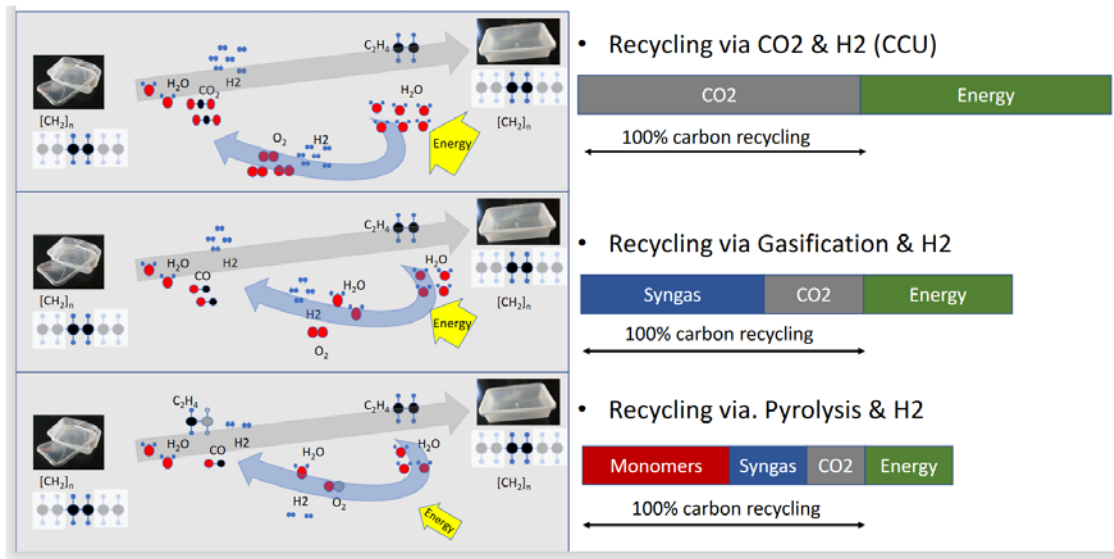 C₂H₄
H₂O
CO₂
H2
H₂O
[CH₂]ₙ
O₂
H2
Energy
[CH₂]ₙ
• Recycling via CO2 & H2 (CCU)
CO2 Energy
100% carbon recycling
C₂H₄
H₂O
CO
H2
H₂O
[CH₂]ₙ
H₂O
H2
O₂
Energy
[CH₂]ₙ
• Recycling via Gasification & H2
Syngas CO2 Energy
100% carbon recycling
C₂H₄
C₂H₄
H₂O
CO
H2
H₂O
H₂O
[CH₂]ₙ
H2
O₂
Energy
[CH₂]ₙ
• Recycling via. Pyrolysis & H2
Monomers Syngas CO2 Energy
100% carbon recycling